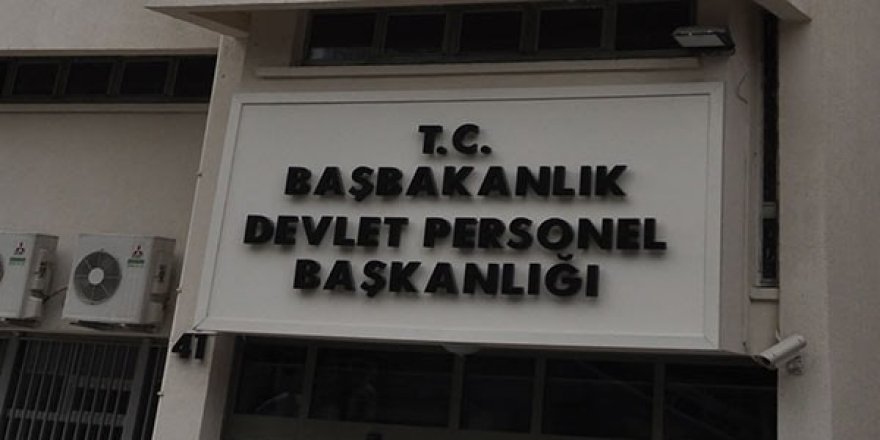 T.C.
BAŞBAKANLIK
DEVLET PERSONEL
BAŞKANLIĞI
41